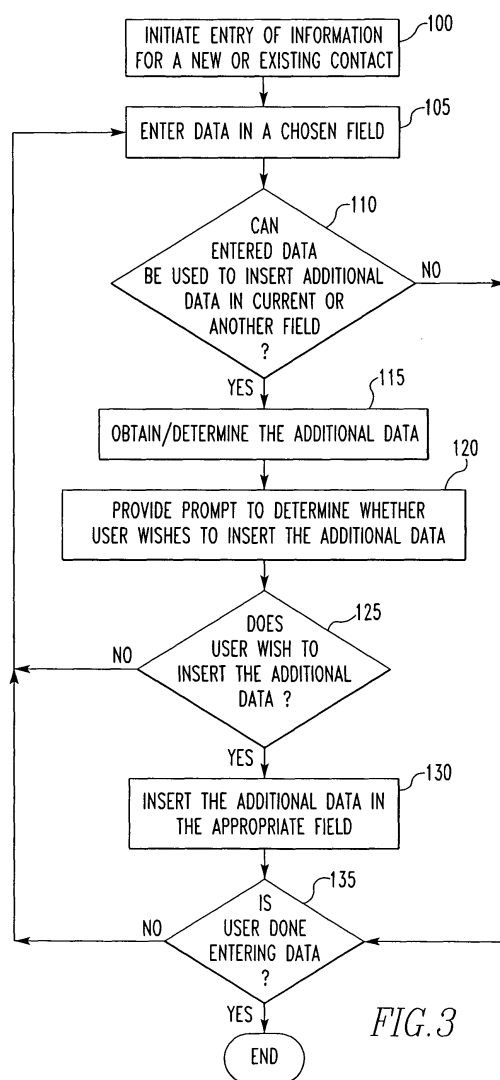 INITIATE ENTRY OF INFORMATION
FOR A NEW OR EXISTING CONTACT
100
ENTER DATA IN A CHOSEN FIELD
105
CAN
ENTERED DATA
BE USED TO INSERT ADDITIONAL
DATA IN CURRENT OR
ANOTHER FIELD
?
110
NO
YES
115
OBTAIN/DETERMINE THE ADDITIONAL DATA
120
PROVIDE PROMPT TO DETERMINE WHETHER
USER WISHES TO INSERT THE ADDITIONAL DATA
DOES
USER WISH TO
INSERT THE ADDITIONAL
DATA ?
125
NO
YES
130
INSERT THE ADDITIONAL DATA IN
THE APPROPRIATE FIELD
135
IS
USER DONE
ENTERING DATA
?
NO
YES
END
FIG.3